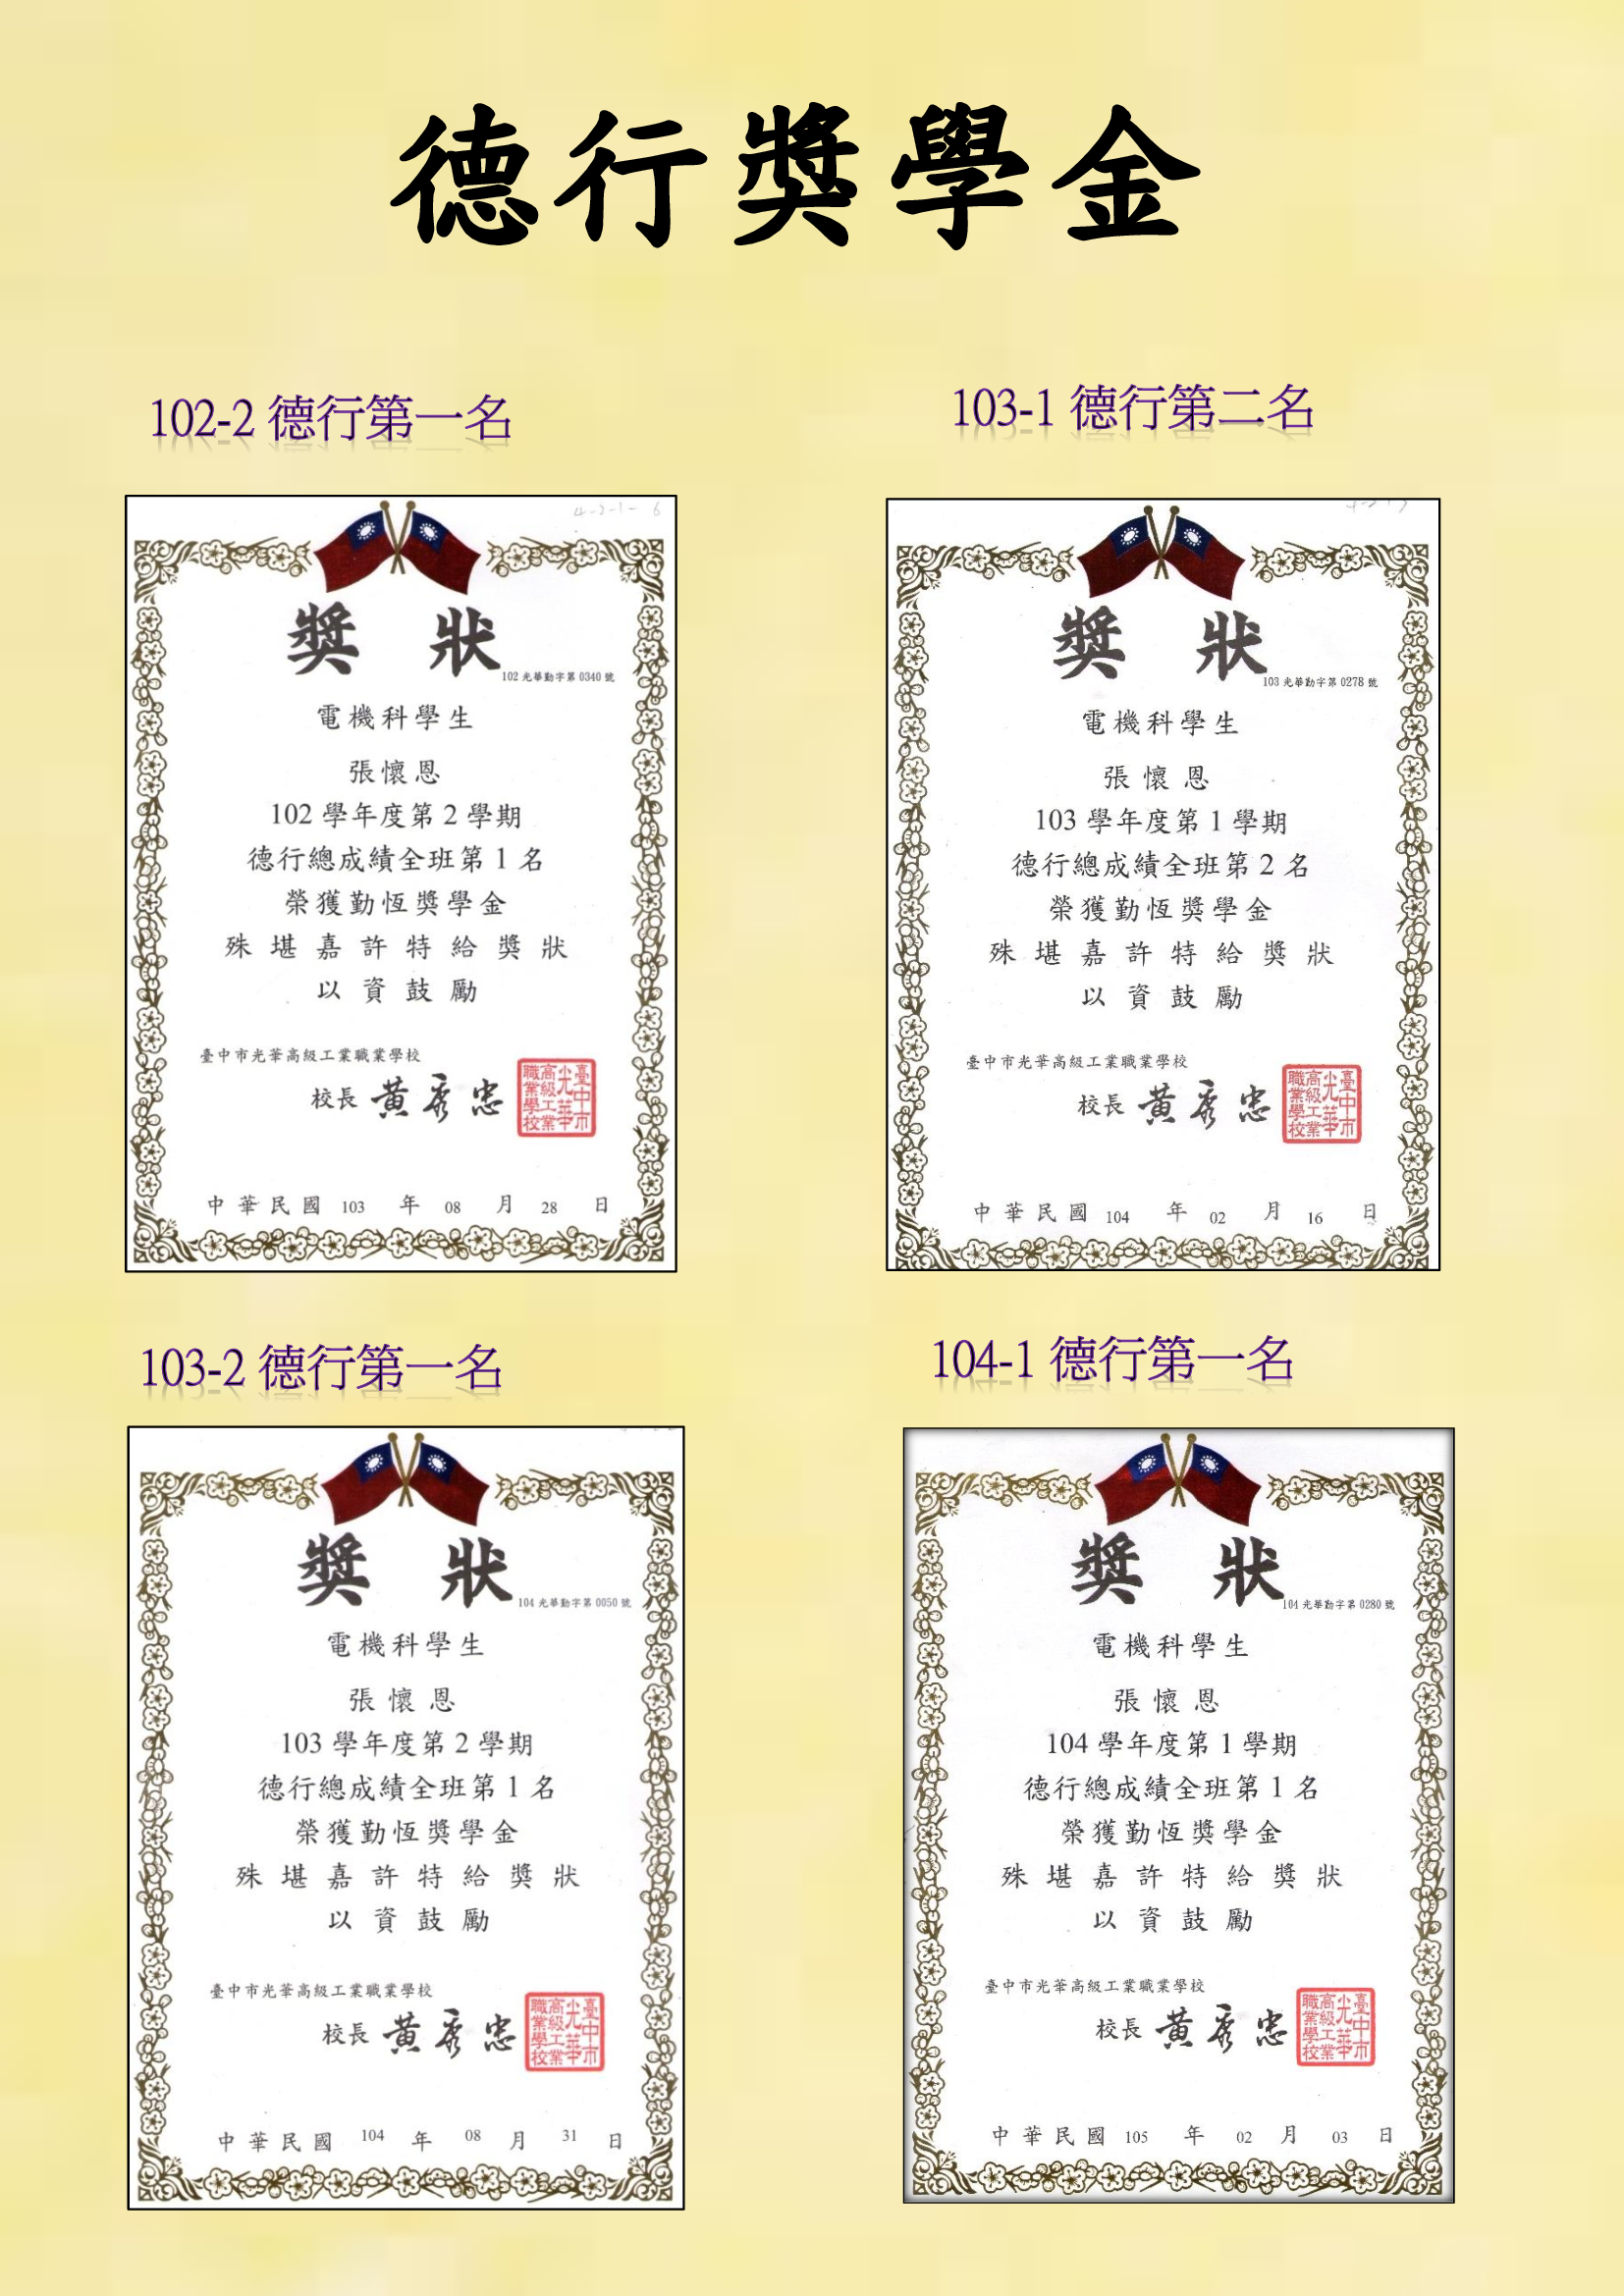 德行獎學金
102-2 德行第一名
4-2-1- 6
獎 狀
102 光華勤字第 0340 號
電機科學生
張懷恩
102 學年度第 2 學期
德行總成績全班第 1 名
榮獲勤恆獎學金
殊堪嘉許特給獎狀
以資鼓勵
臺中市光華高級工業職業學校
校長 黃秀忠
臺中市光華高級工業職業學校
中華民國 103 年 08 月 28 日
103-1 德行第二名
獎 狀
103 光華勤字第 0278 號
電機科學生
張懷恩
103 學年度第 1 學期
德行總成績全班第 2 名
榮獲勤恆獎學金
殊堪嘉許特給獎狀
以資鼓勵
臺中市光華高級工業職業學校
校長 黃秀忠
臺中市光華高級工業職業學校
中華民國 104 年 02 月 16 日
103-2 德行第一名
獎 狀
104 光華勤字第 0050 號
電機科學生
張懷恩
103 學年度第 2 學期
德行總成績全班第 1 名
榮獲勤恆獎學金
殊堪嘉許特給獎狀
以資鼓勵
臺中市光華高級工業職業學校
校長 黃秀忠
臺中市光華高級工業職業學校
中華民國 104 年 08 月 31 日
104-1 德行第一名
獎 狀
104 光華勤字第 0280 號
電機科學生
張懷恩
104 學年度第 1 學期
德行總成績全班第 1 名
榮獲勤恆獎學金
殊堪嘉許特給獎狀
以資鼓勵
臺中市光華高級工業職業學校
校長 黃秀忠
臺中市光華高級工業職業學校
中華民國 105 年 02 月 03 日